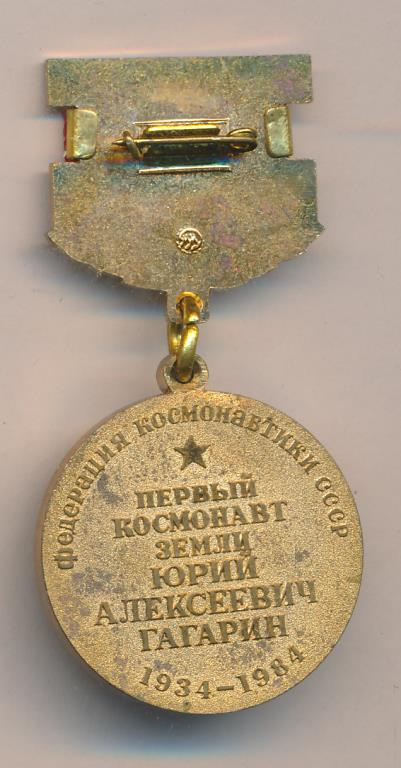 федерация космонавтики СССР
ПЕРВЫЙ
КОСМОНАВТ
ЗЕМЛИ
ЮРИЙ
АЛЕКСЕЕВИЧ
ГАГАРИН
1934-1984